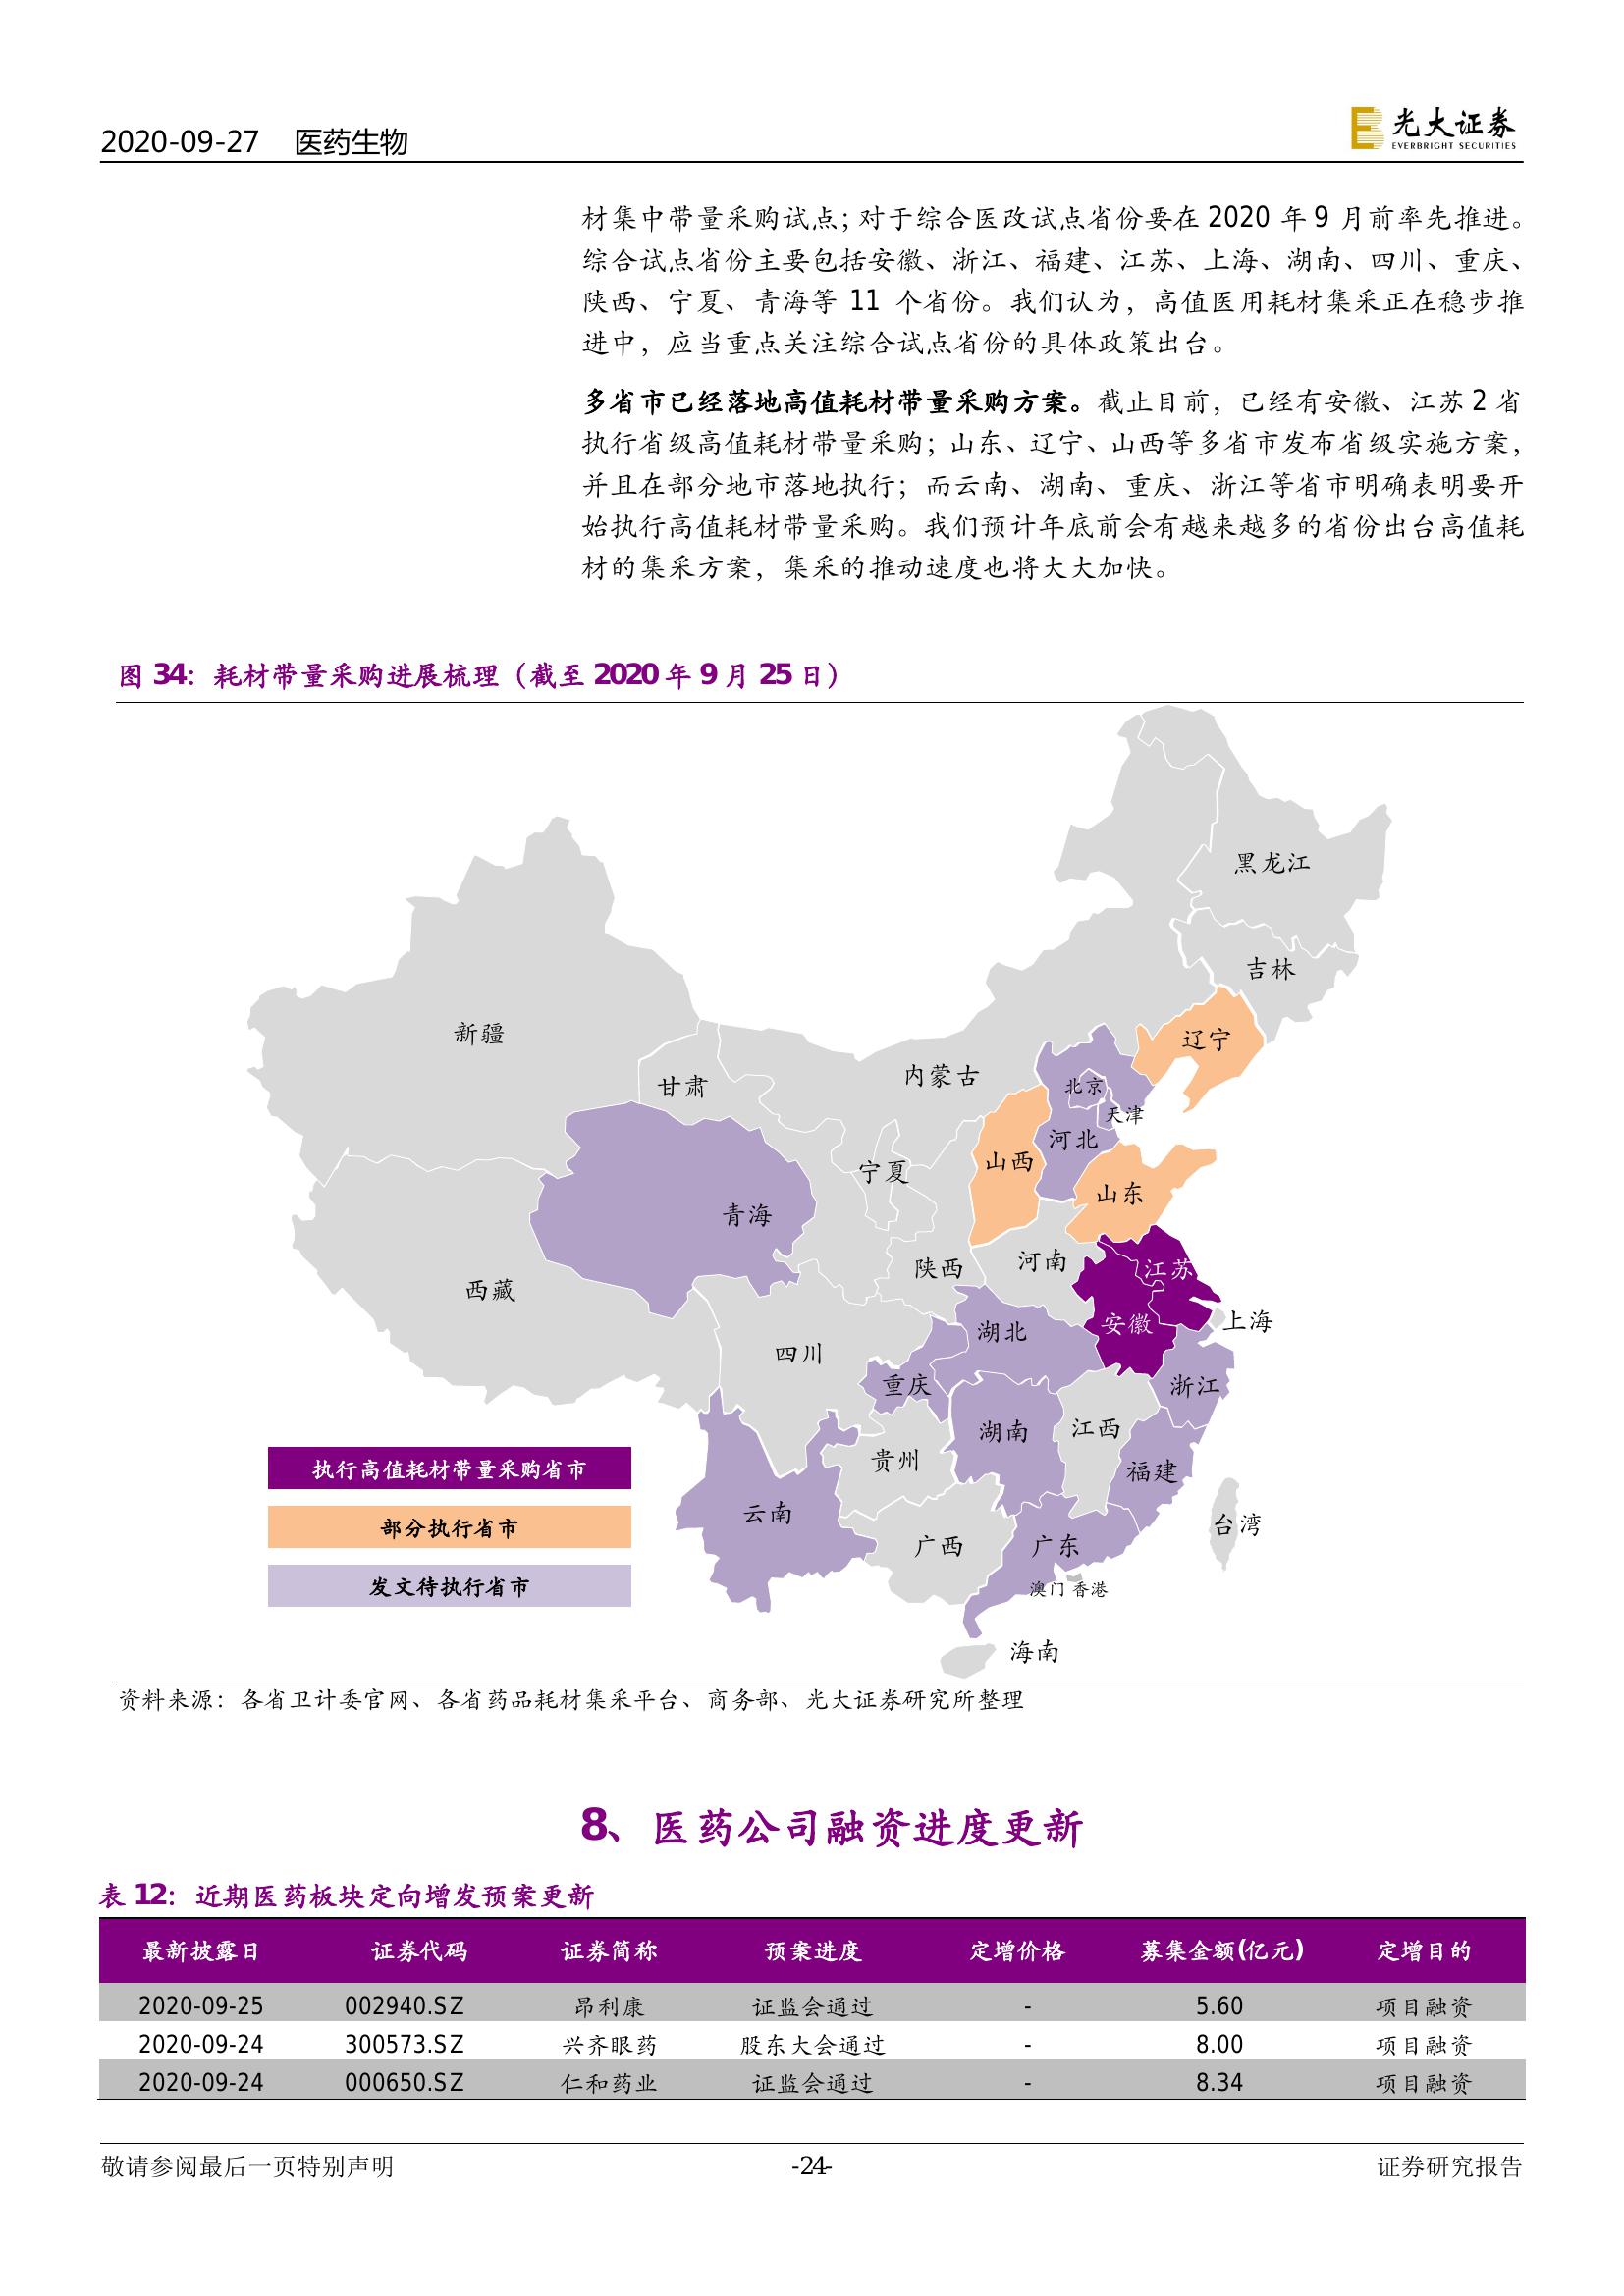 2020-09-27 医药生物
光大证券
EVERBRIGHT SECURITIES
材集中带量采购试点；对于综合医改试点省份要在 2020 年 9 月前率先推进。
综合试点省份主要包括安徽、浙江、福建、江苏、上海、湖南、四川、重庆、
陕西、宁夏、青海等 11 个省份。我们认为，高值医用耗材集采正在稳步推
进中，应当重点关注综合试点省份的具体政策出台。
多省市已经落地高值耗材带量采购方案。截止目前，已经有安徽、江苏 2 省
执行省级高值耗材带量采购；山东、辽宁、山西等多省市发布省级实施方案，
并且在部分地市落地执行；而云南、湖南、重庆、浙江等省市明确表明要开
始执行高值耗材带量采购。我们预计年底前会有越来越多的省份出台高值耗
材的集采方案，集采的推动速度也将大大加快。
图 34：耗材带量采购进展梳理（截至 2020 年 9 月 25 日）
黑龙江
吉林
新疆
辽宁
内蒙古
甘肃
北京
天津
河北
山西
宁夏
山东
青海
河南
陕西
江苏
西藏
上海
安徽
湖北
四川
重庆
浙江
江西
湖南
贵州
福建
云南
台湾
广西
广东
澳门 香港
海南
执行高值耗材带量采购省市
部分执行省市
发文待执行省市
资料来源：各省卫计委官网、各省药品耗材集采平台、商务部、光大证券研究所整理
8、医药公司融资进度更新
表 12：近期医药板块定向增发预案更新
最新披露日 证券代码 证券简称 预案进度 定增价格 募集金额(亿元) 定增目的
2020-09-25 002940.SZ 昂利康 证监会通过 - 5.60 项目融资
2020-09-24 300573.SZ 兴齐眼药 股东大会通过 - 8.00 项目融资
2020-09-24 000650.SZ 仁和药业 证监会通过 - 8.34 项目融资
敬请参阅最后一页特别声明 -24- 证券研究报告